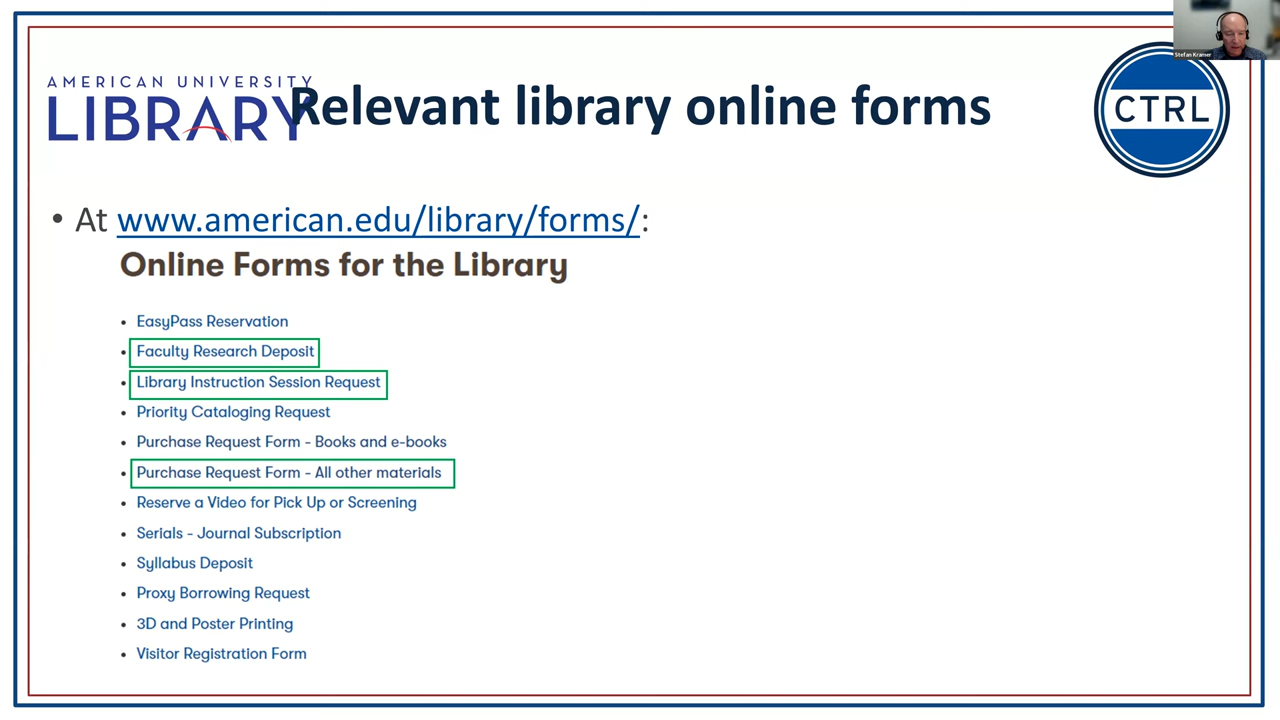 Stefan Kramer
AMERICAN UNIVERSITY
LIBRARY
Relevant library online forms
CTRL
• At www.american.edu/library/forms/:
Online Forms for the Library
• EasyPass Reservation
• Faculty Research Deposit
• Library Instruction Session Request
• Priority Cataloging Request
• Purchase Request Form - Books and e-books
• Purchase Request Form - All other materials
• Reserve a Video for Pick Up or Screening
• Serials - Journal Subscription
• Syllabus Deposit
• Proxy Borrowing Request
• 3D and Poster Printing
• Visitor Registration Form